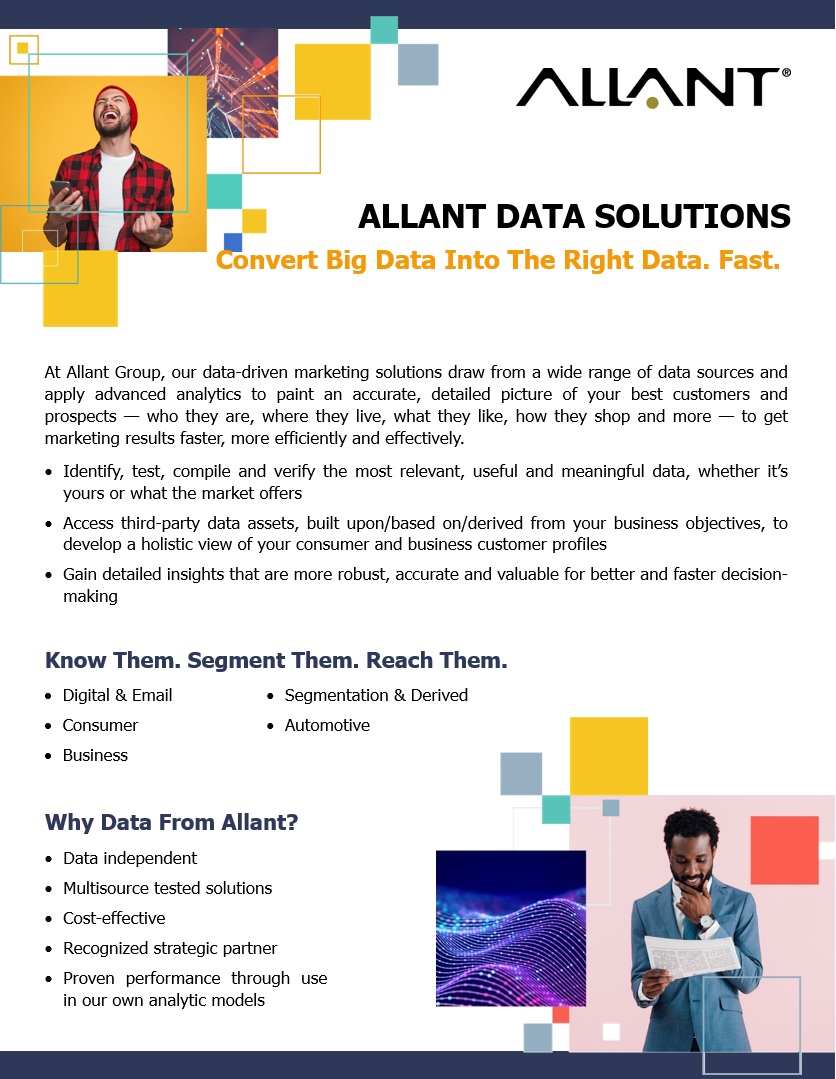 ALLANT®
ALLANT DATA SOLUTIONS
Convert Big Data Into The Right Data. Fast.
At Allant Group, our data-driven marketing solutions draw from a wide range of data sources and
apply advanced analytics to paint an accurate, detailed picture of your best customers and
prospects — who they are, where they live, what they like, how they shop and more — to get
marketing results faster, more efficiently and effectively.
• Identify, test, compile and verify the most relevant, useful and meaningful data, whether it’s
yours or what the market offers
• Access third-party data assets, built upon/based on/derived from your business objectives, to
develop a holistic view of your consumer and business customer profiles
• Gain detailed insights that are more robust, accurate and valuable for better and faster decision-
making
Know Them. Segment Them. Reach Them.
• Digital & Email
• Consumer
• Business
• Segmentation & Derived
• Automotive
Why Data From Allant?
• Data independent
• Multisource tested solutions
• Cost-effective
• Recognized strategic partner
• Proven performance through use
in our own analytic models